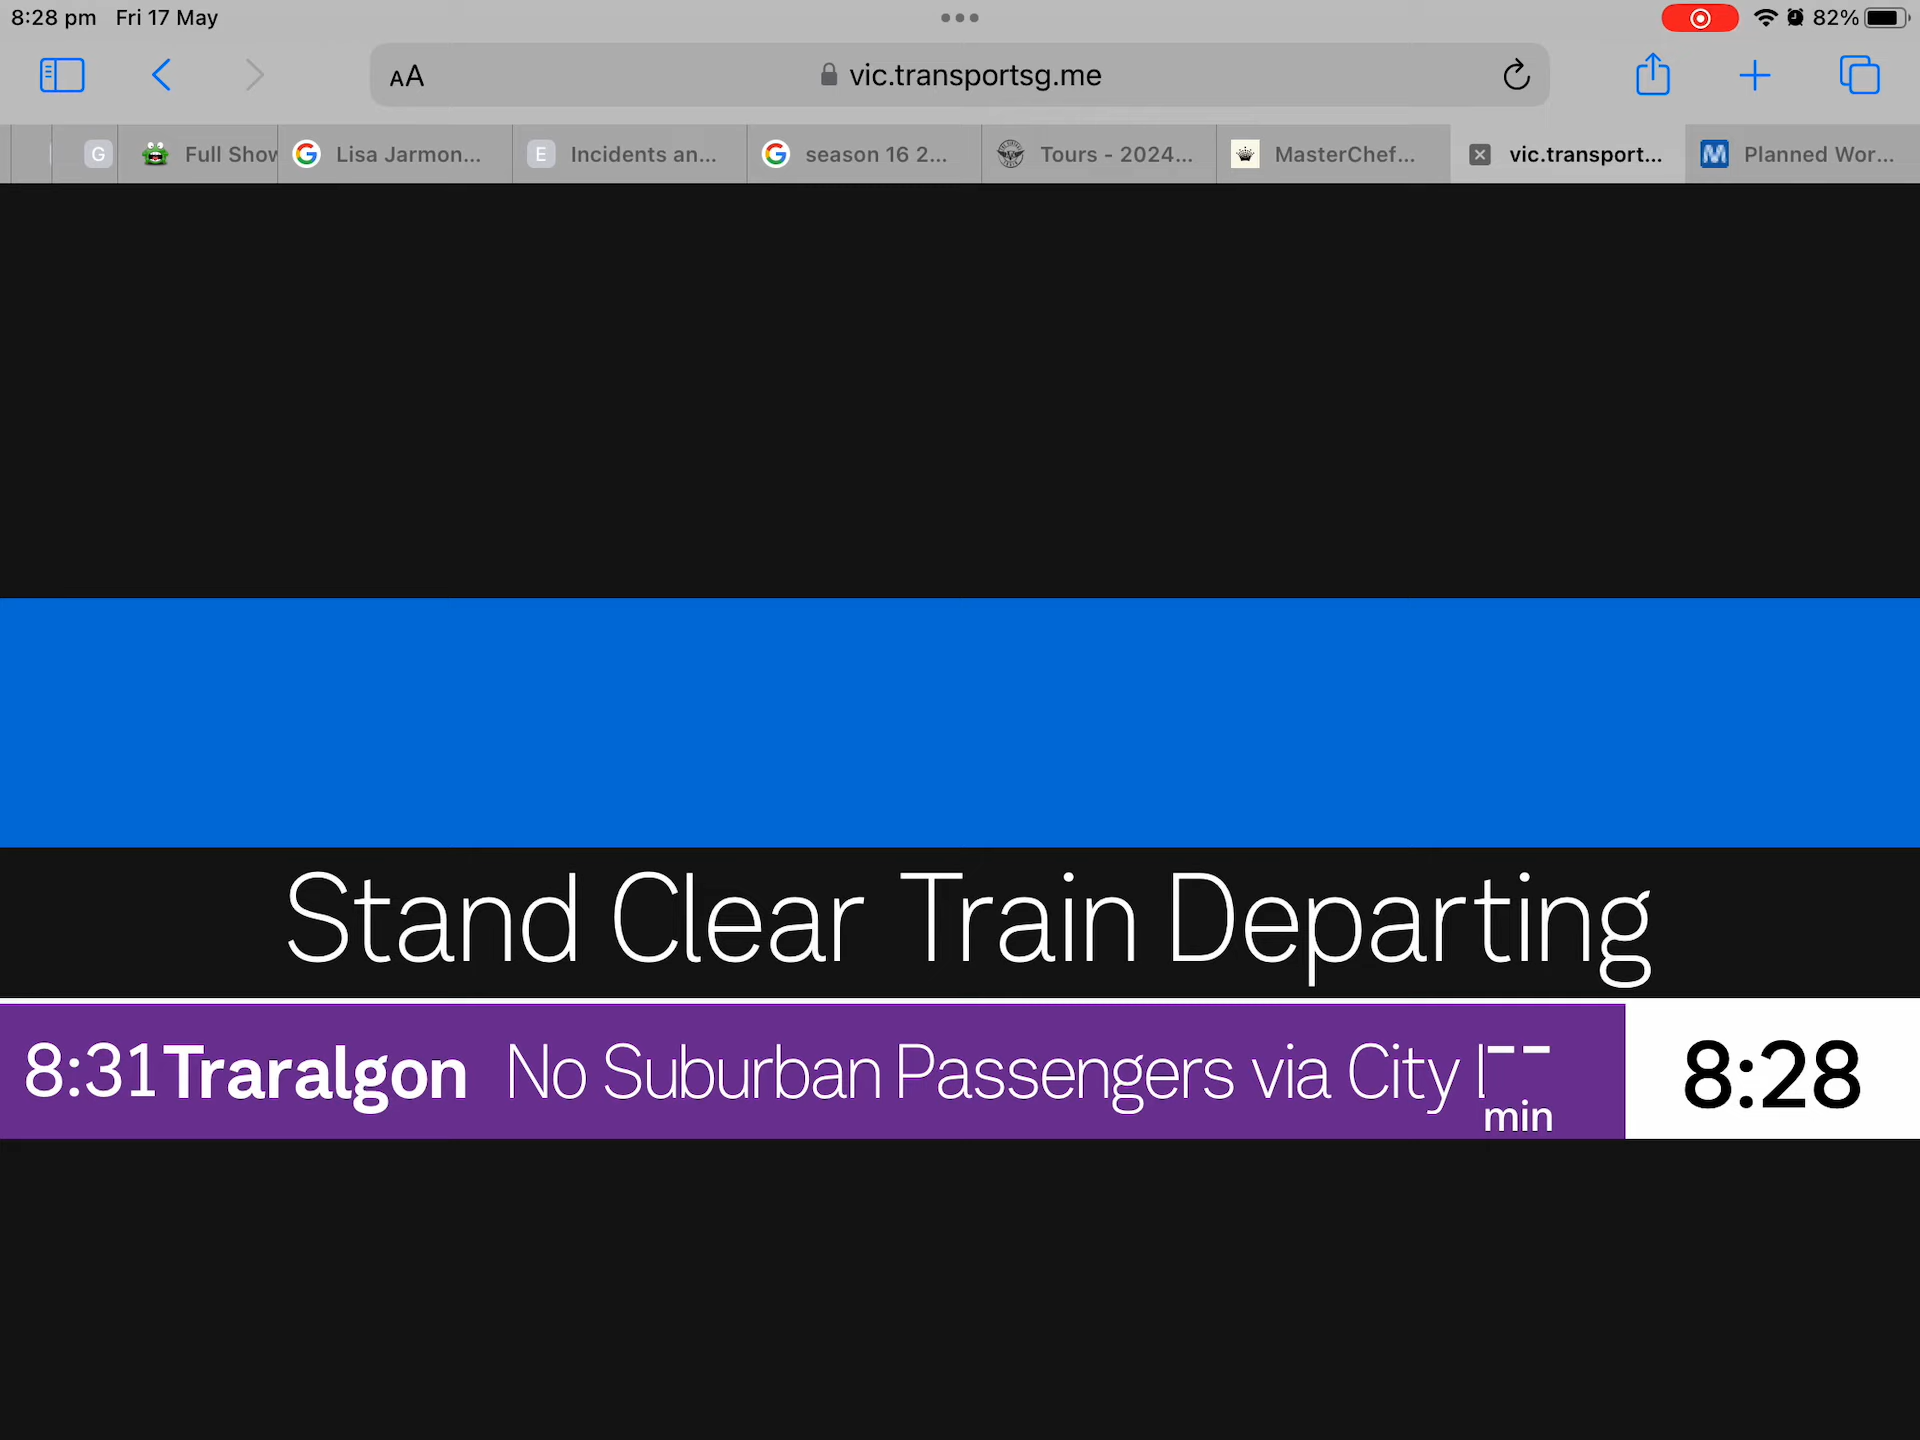 8:28 pm Fri 17 May
82%
AA
vic.transportsg.me
G
Full Show
Lisa Jarmon...
E
Incidents an...
season 16 2...
Tours - 2024...
MasterChef...
vic.transport...
M
Planned Wor...
Stand Clear Train Departing
8:31 Traralgon No Suburban Passengers via City
-- min
8:28